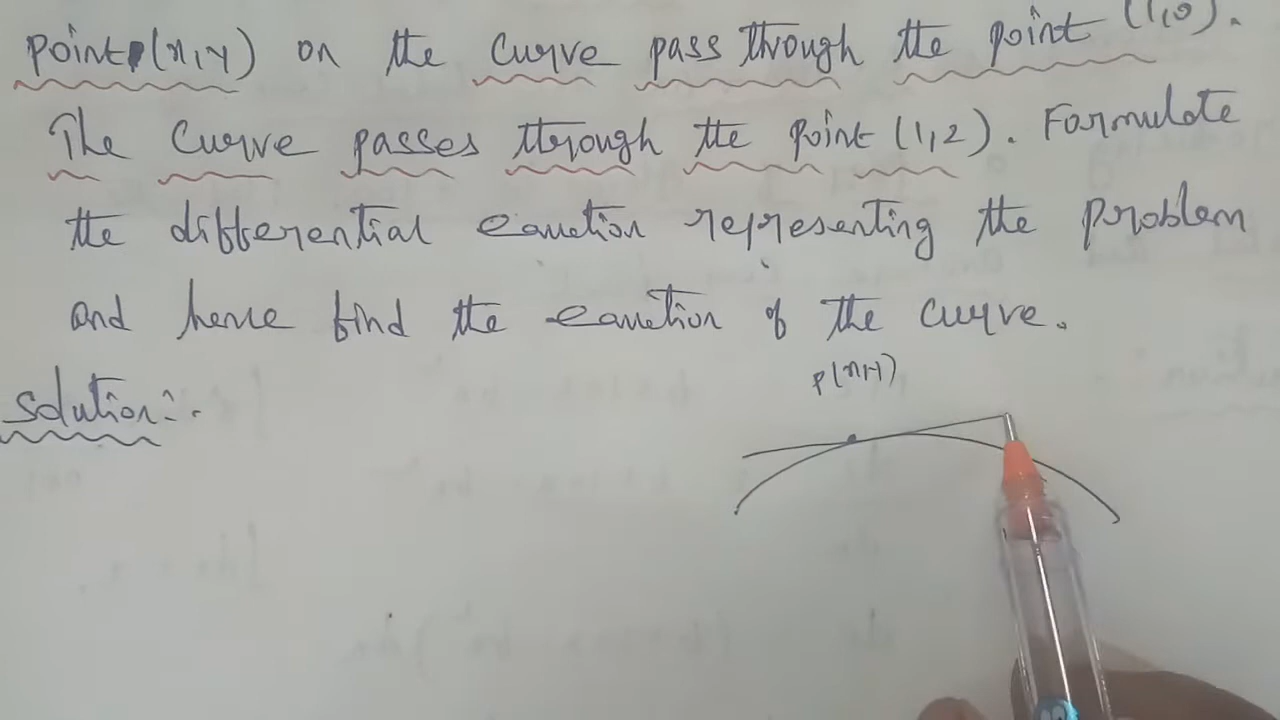 Point P(x,y) on the curve pass through the point (1,0).
The curve passes through the point (1,2). Formulate
the differential equation representing the problem
and hence find the equation of the curve.
P(x,y)
Solution:-.